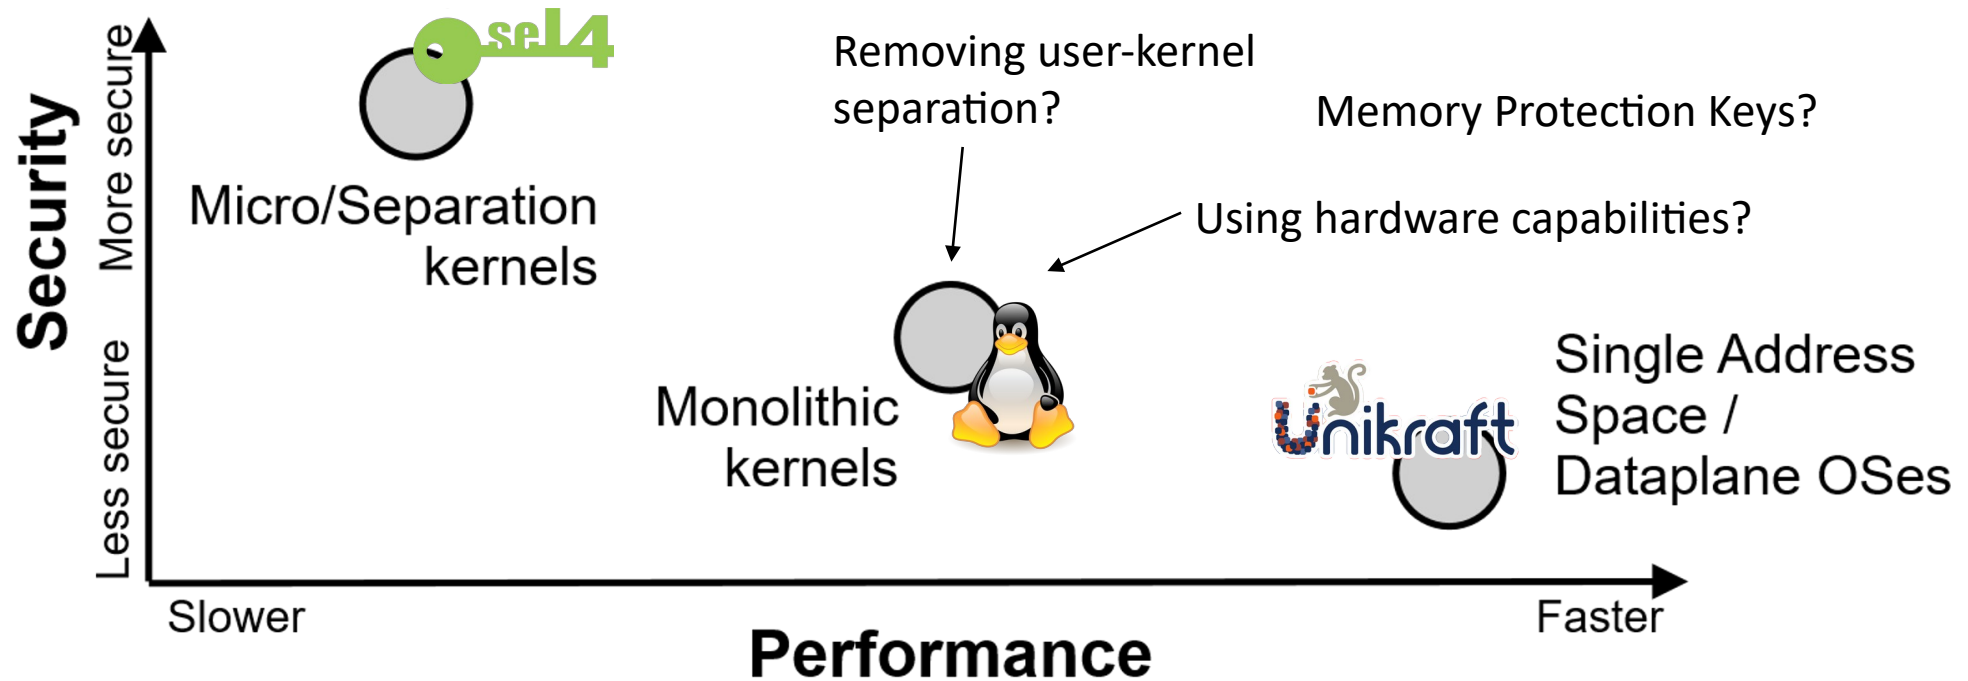 Security
More secure
Less secure
seL4
Micro/Separation
kernels
Removing user-kernel
separation?
Memory Protection Keys?
Using hardware capabilities?
Monolithic
kernels
Unikraft
Single Address
Space /
Dataplane OSes
Slower
Faster
Performance